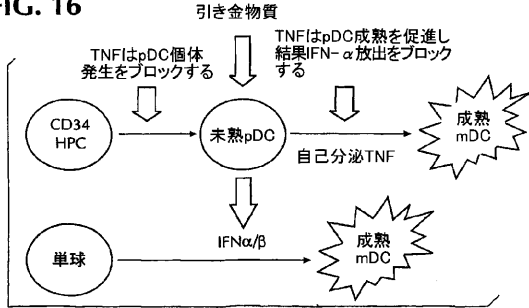 FIG. 16
引き金物質
TNFはpDC個体
発生をブロックする
TNFはpDC成熟を促進し
結果IFN-α放出をブロック
する
CD34
HPC
未熟pDC
自己分泌TNF
成熟
mDC
IFNα/β
単球
成熟
mDC